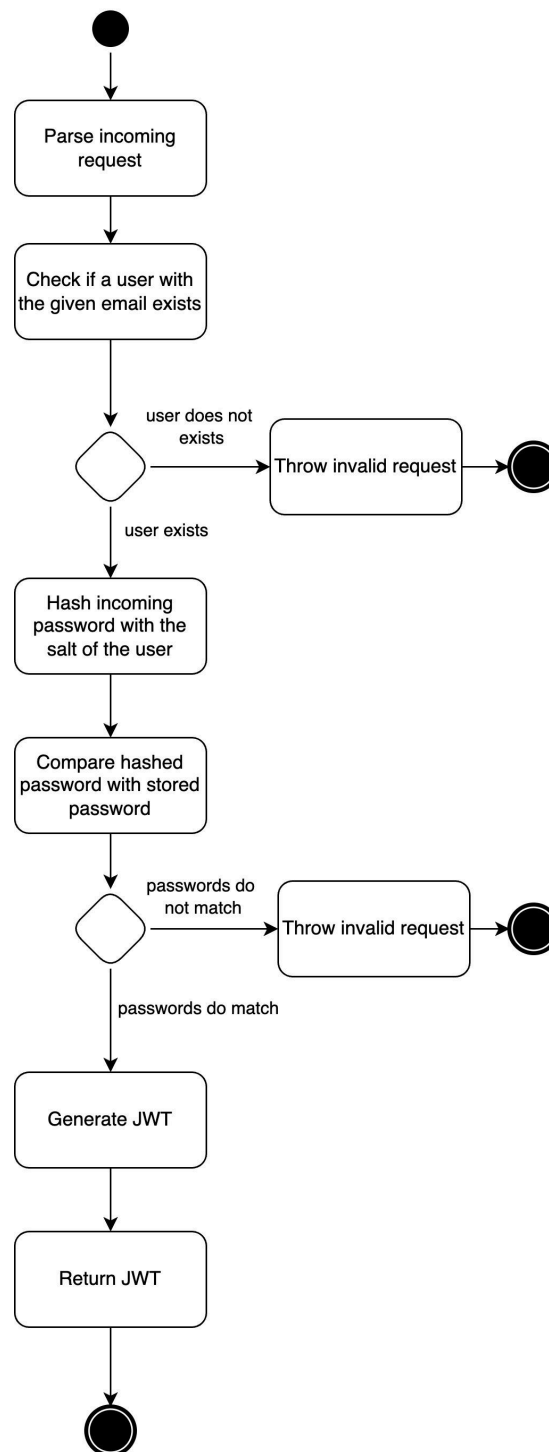 Parse incoming
request
Check if a user with
the given email exists
user does not
exists
Throw invalid request
user exists
Hash incoming
password with the
salt of the user
Compare hashed
password with stored
password
passwords do
not match
Throw invalid request
passwords do match
Generate JWT
Return JWT